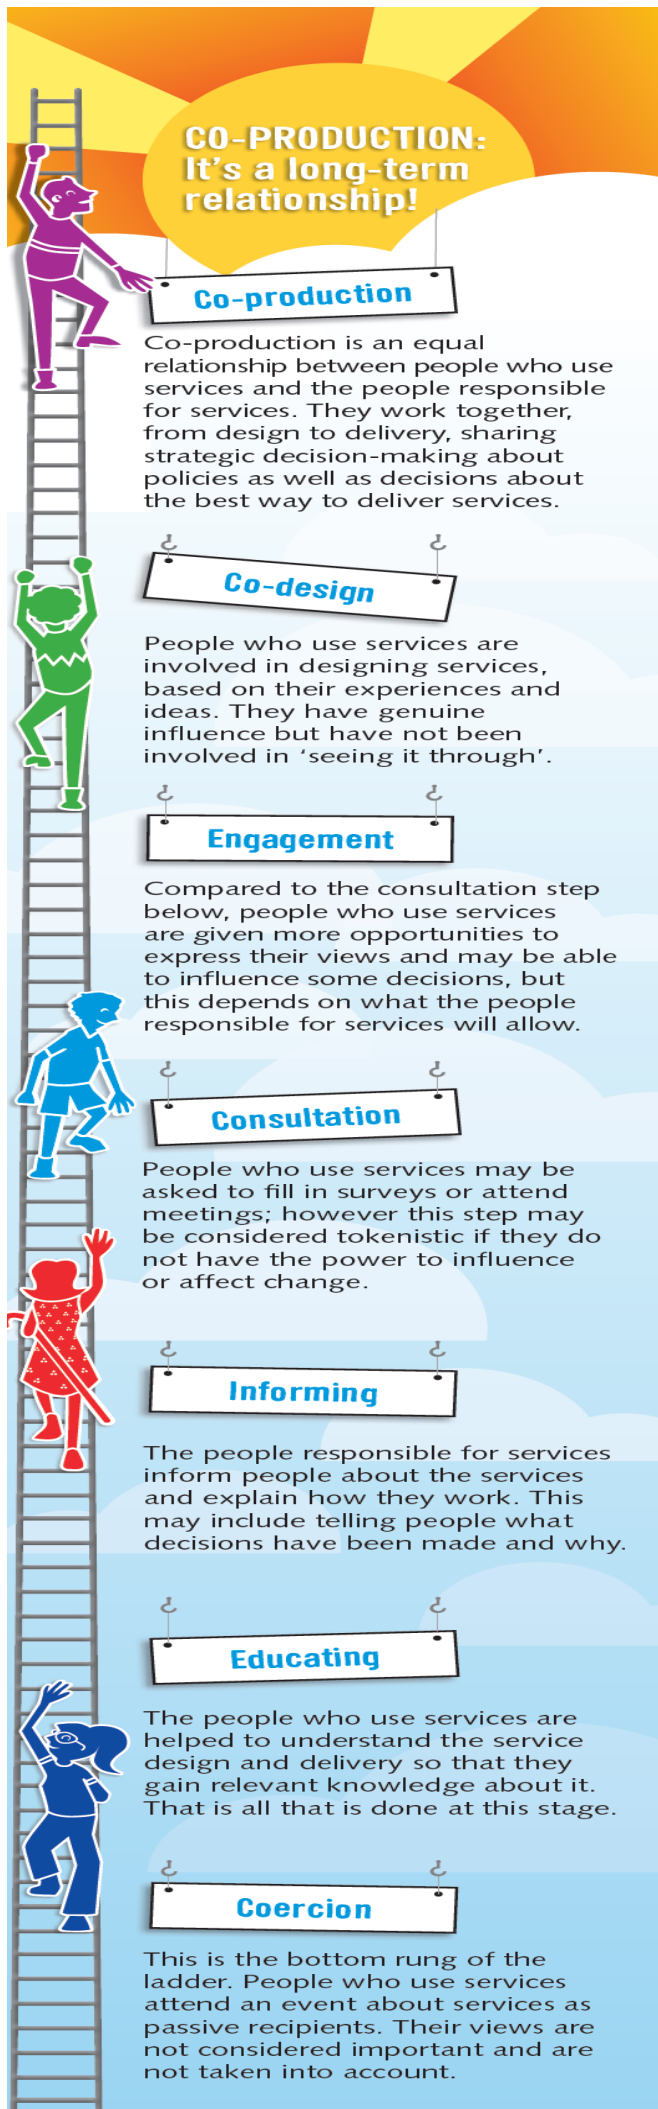 CO-PRODUCTION:
It's a long-term
relationship!
Co-production
Co-production is an equal
relationship between people who use
services and the people responsible
for services. They work together,
from design to delivery, sharing
strategic decision-making about
policies as well as decisions about
the best way to deliver services.
Co-design
People who use services are
involved in designing services,
based on their experiences and
ideas. They have genuine
influence but have not been
involved in ‘seeing it through’.
Engagement
Compared to the consultation step
below, people who use services
are given more opportunities to
express their views and may be able
to influence some decisions, but
this depends on what the people
responsible for services will allow.
Consultation
People who use services may be
asked to fill in surveys or attend
meetings; however this step may
be considered tokenistic if they do
not have the power to influence
or affect change.
Informing
The people responsible for services
inform people about the services
and explain how they work. This
may include telling people what
decisions have been made and why.
Educating
The people who use services are
helped to understand the service
design and delivery so that they
gain relevant knowledge about it.
That is all that is done at this stage.
Coercion
This is the bottom rung of the
ladder. People who use services
attend an event about services as
passive recipients. Their views are
not considered important and are
not taken into account.